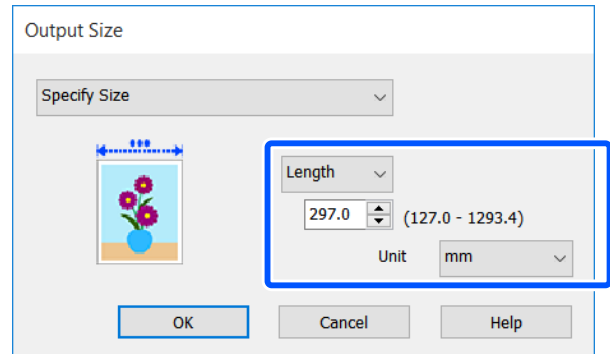 Output Size
Specify Size
Length
297.0 (127.0 - 1293.4)
Unit mm
OK Cancel Help